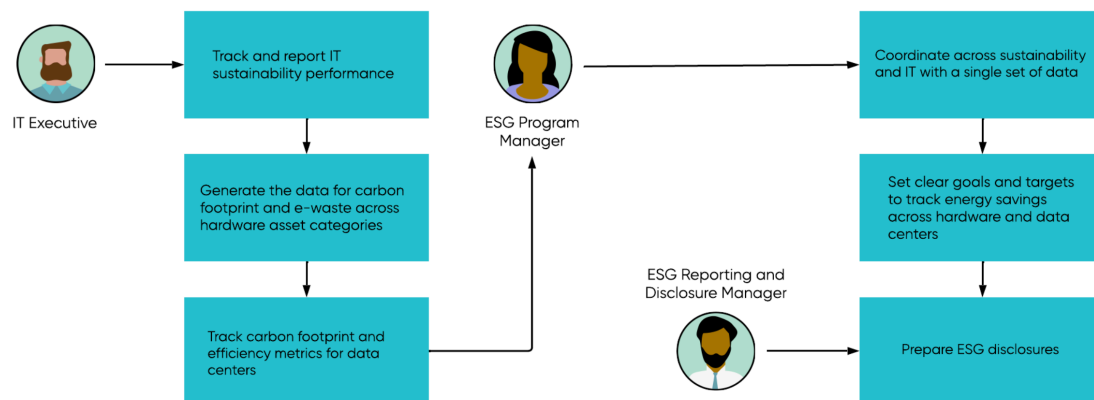 IT Executive
Track and report IT
sustainability performance
Generate the data for carbon
footprint and e-waste across
hardware asset categories
Track carbon footprint and
efficiency metrics for data
centers
ESG Program
Manager
Coordinate across sustainability
and IT with a single set of data
Set clear goals and targets
to track energy savings
across hardware and data
centers
ESG Reporting and
Disclosure Manager
Prepare ESG disclosures